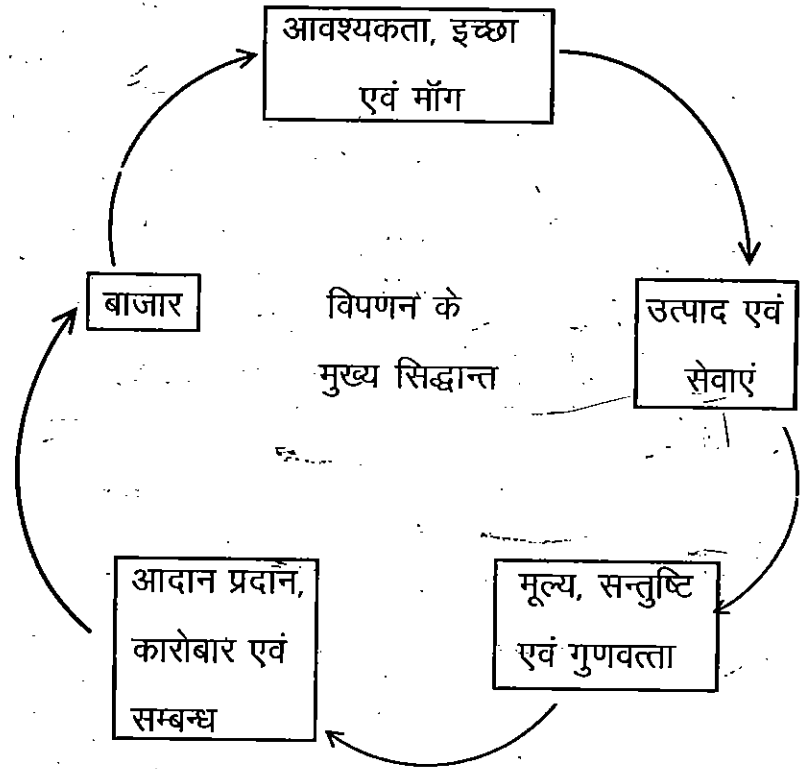 आवश्यकता, इच्छा
एवं मॉग
उत्पाद एवं
सेवाएं
मूल्य, सन्तुष्टि
एवं गुणवत्ता
आदान प्रदान,
कारोबार एवं
सम्बन्ध
बाजार
विपणन के
मुख्य सिद्धान्त